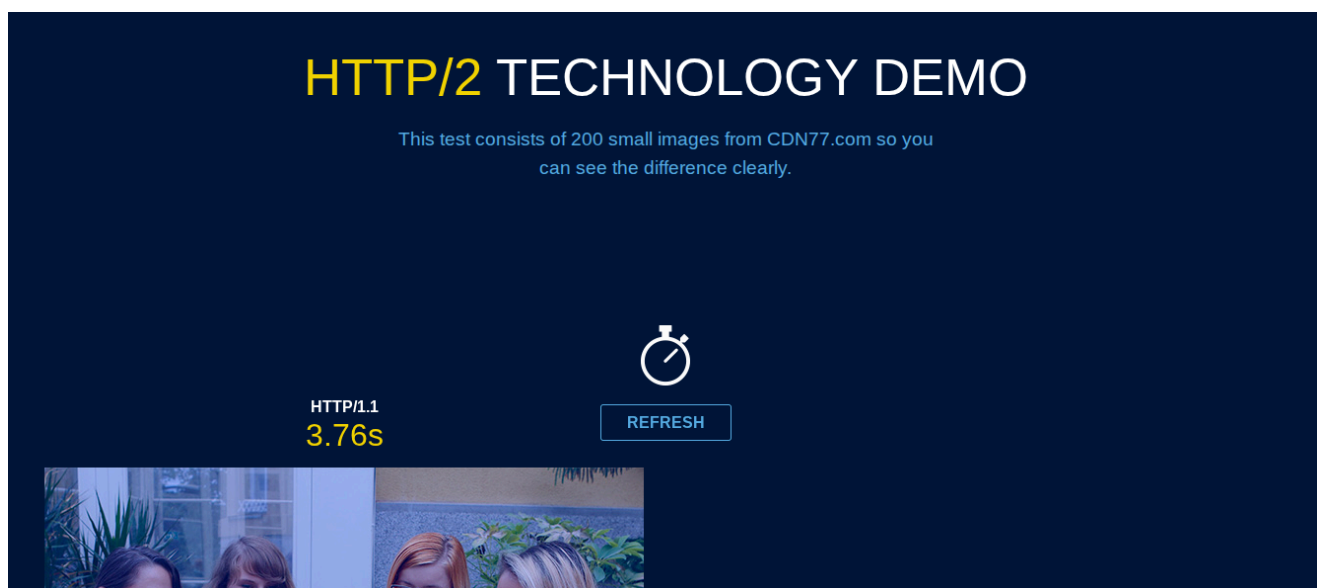 HTTP/2 TECHNOLOGY DEMO
This test consists of 200 small images from CDN77.com so you
can see the difference clearly.
HTTP/1.1
3.76s
REFRESH